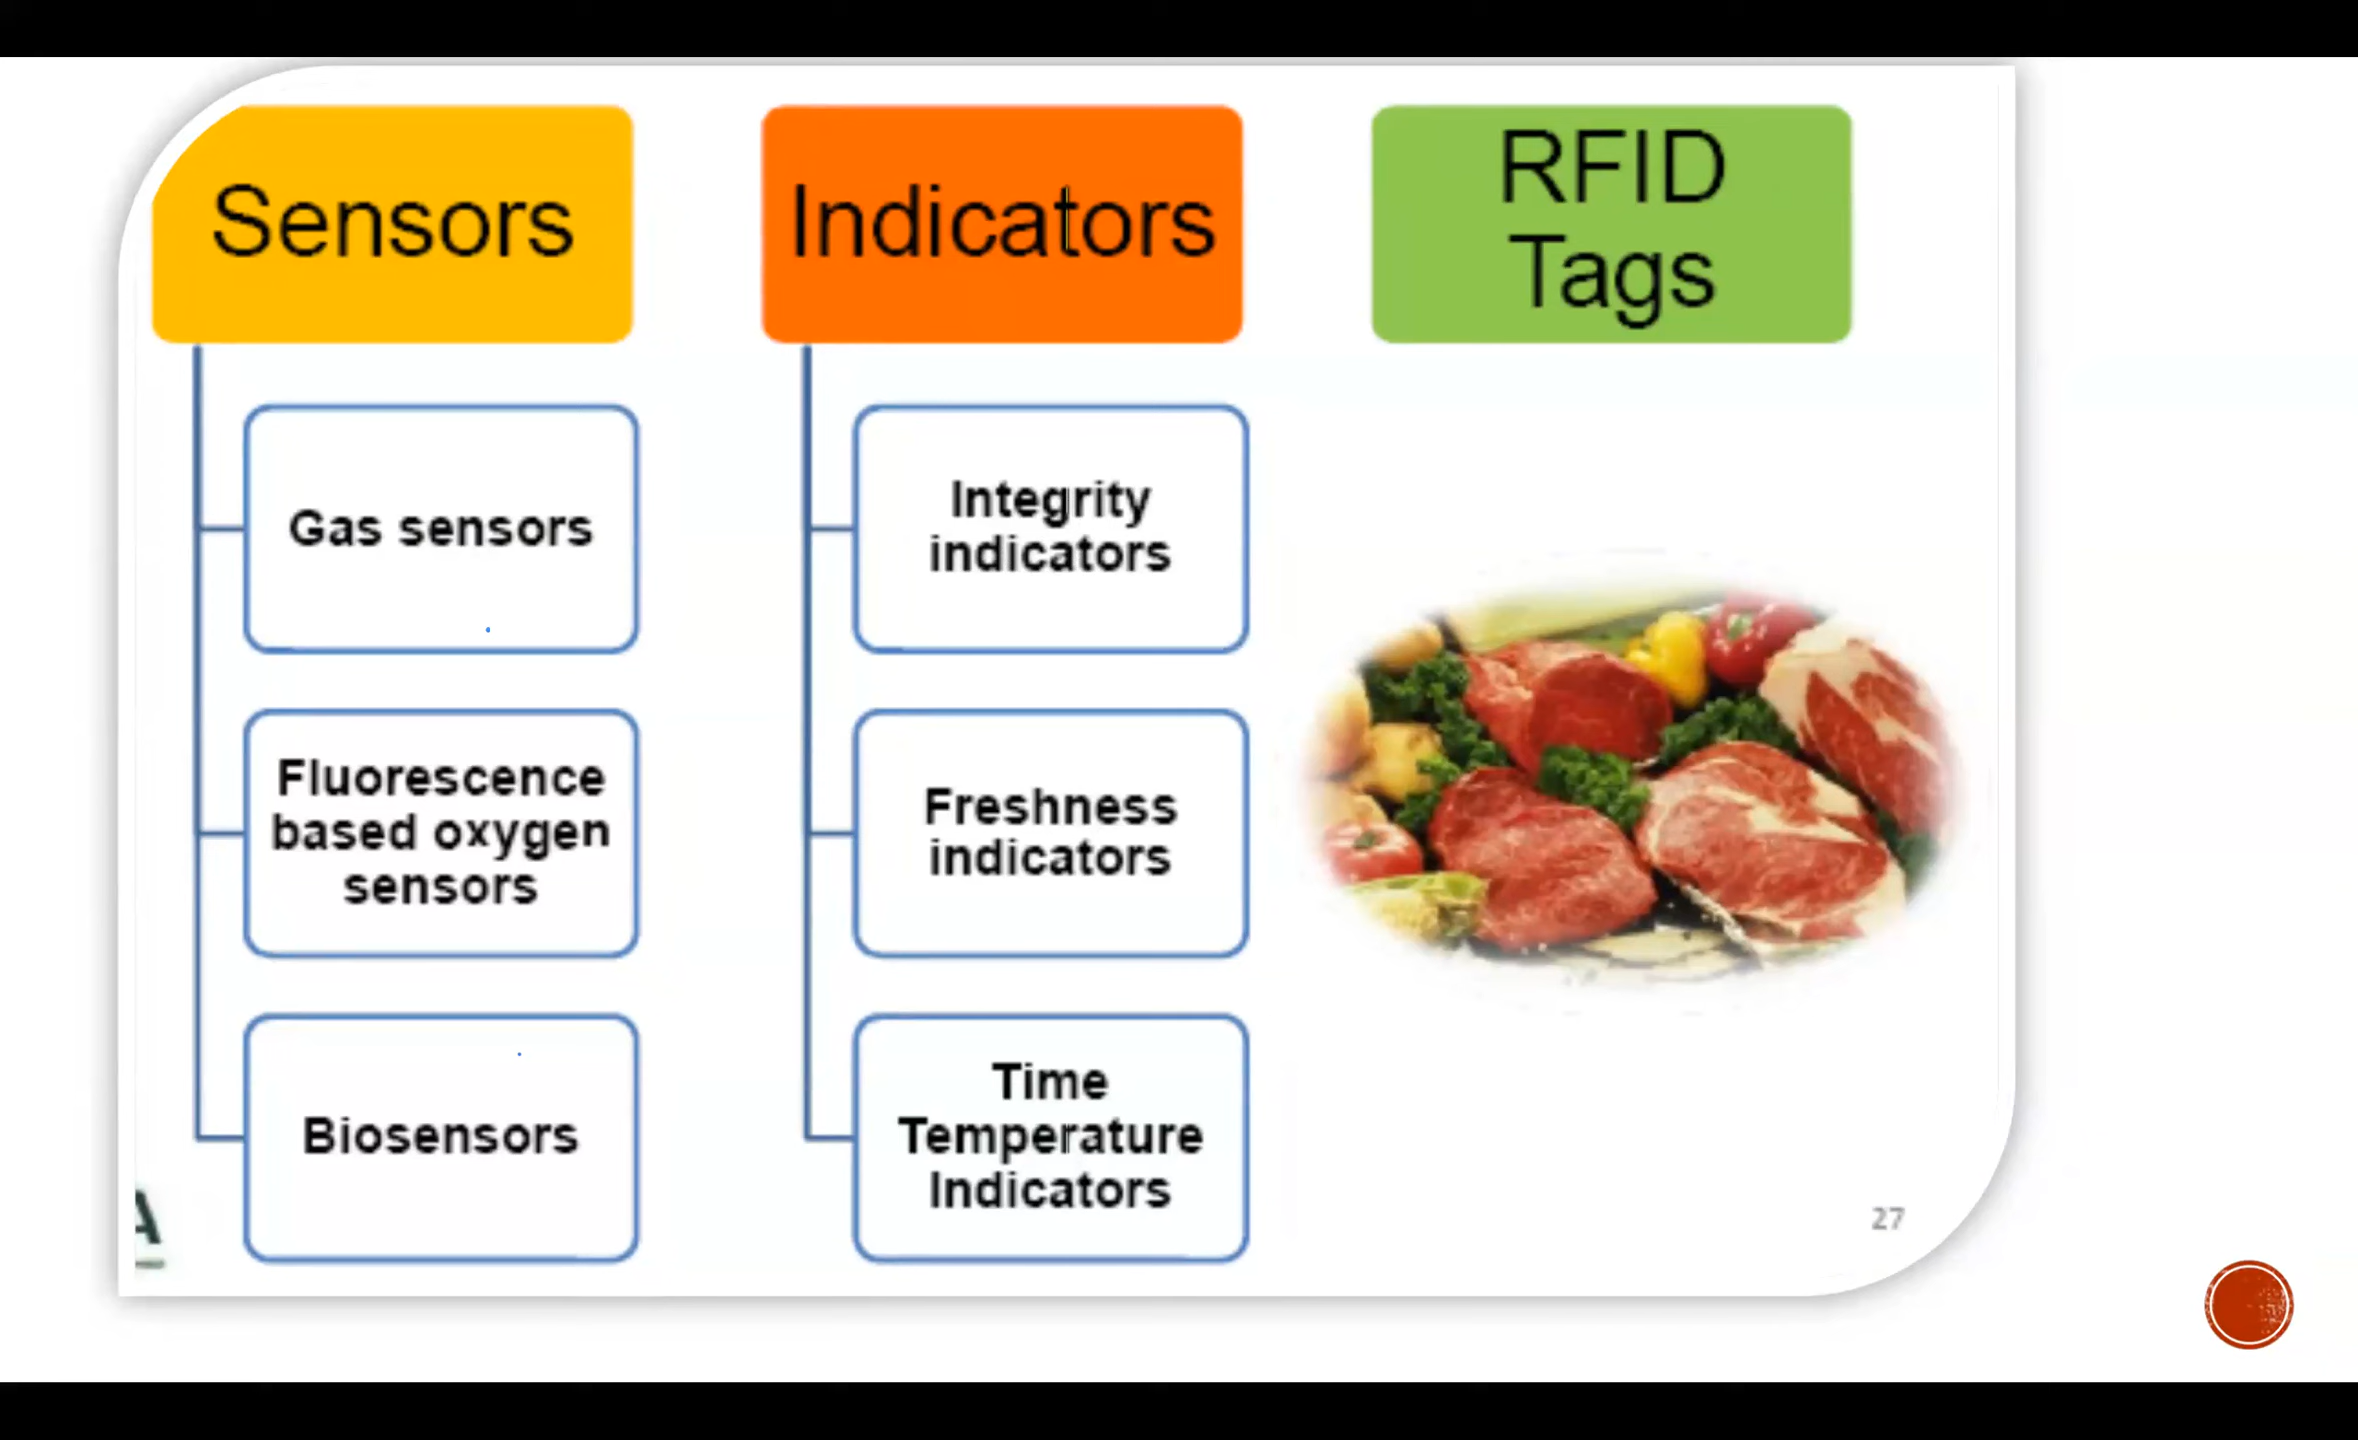 Sensors
Gas sensors
Fluorescence
based oxygen
sensors
Biosensors
Indicators
Integrity
indicators
Freshness
indicators
Time
Temperature
Indicators
RFID
Tags
A
27